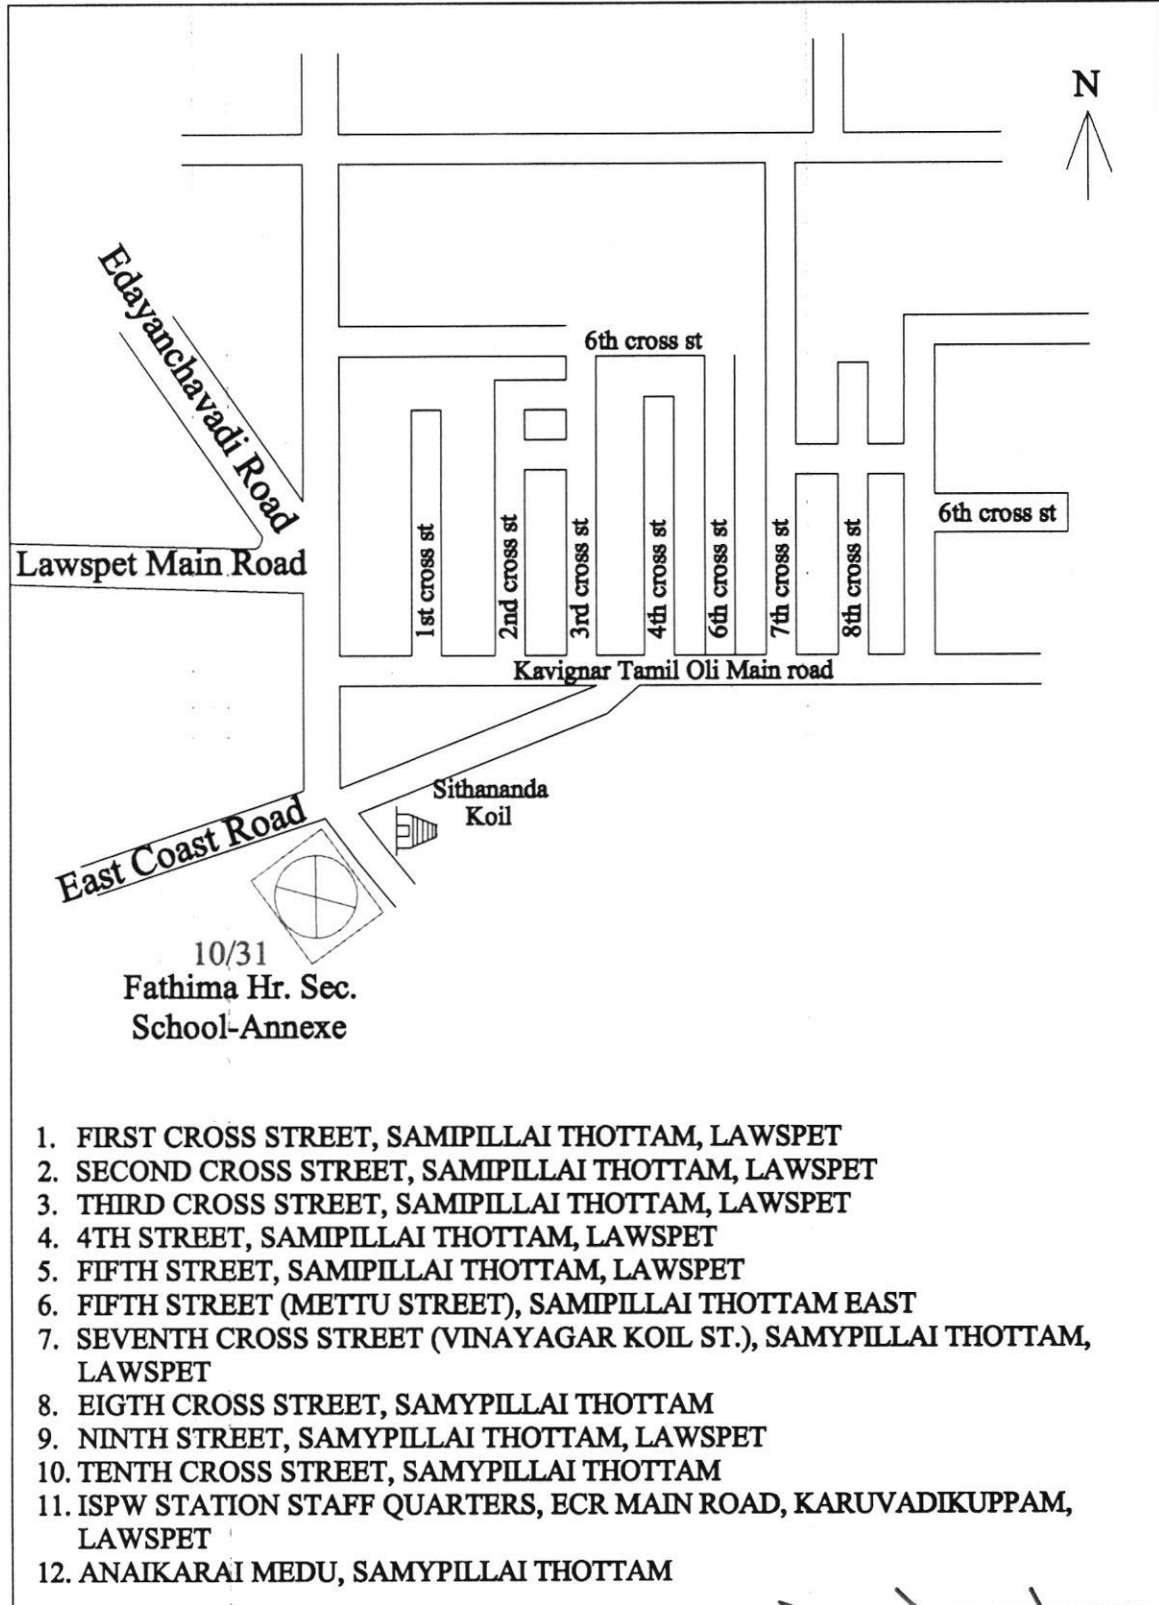 N
Edayanchavadi Road
6th cross st
6th cross st
Lawspet Main Road
1st cross st
2nd cross st
3rd cross st
4th cross st
6th cross st
7th cross st
8th cross st
Kavignar Tamil Oli Main road
Sithananda
Koil
East Coast Road
10/31
Fathima Hr. Sec.
School-Annexe
1. FIRST CROSS STREET, SAMIPILLAI THOTTAM, LAWSPET
2. SECOND CROSS STREET, SAMIPILLAI THOTTAM, LAWSPET
3. THIRD CROSS STREET, SAMIPILLAI THOTTAM, LAWSPET
4. 4TH STREET, SAMIPILLAI THOTTAM, LAWSPET
5. FIFTH STREET, SAMIPILLAI THOTTAM, LAWSPET
6. FIFTH STREET (METTU STREET), SAMIPILLAI THOTTAM EAST
7. SEVENTH CROSS STREET (VINAYAGAR KOIL ST.), SAMYPILLAI THOTTAM,
LAWSPET
8. EIGTH CROSS STREET, SAMYPILLAI THOTTAM
9. NINTH STREET, SAMYPILLAI THOTTAM, LAWSPET
10. TENTH CROSS STREET, SAMYPILLAI THOTTAM
11. ISPW STATION STAFF QUARTERS, ECR MAIN ROAD, KARUVADIKUPPAM,
LAWSPET
12. ANAIKARAI MEDU, SAMYPILLAI THOTTAM